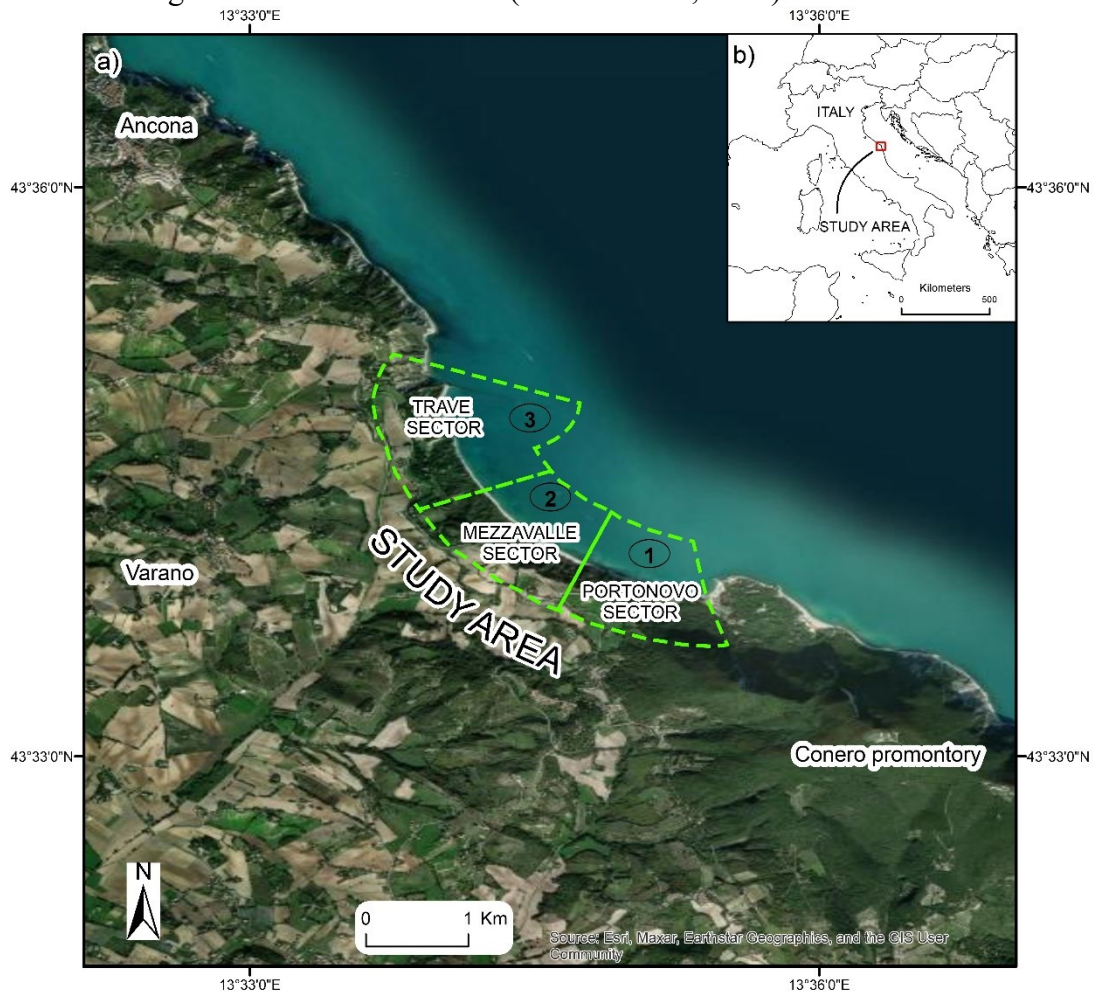 13°33'0"E
13°36'0"E
a)
b)
Ancona
ITALY
STUDY AREA
Kilometers
0 500
43°36'0"N
43°36'0"N
TRAVE
SECTOR
3
2
MEZZAVALLE
SECTOR
1
PORTONOVO
SECTOR
STUDY AREA
Varano
43°33'0"N
43°33'0"N
Conero promontory
N
0 1 Km
Source: Esri, Maxar, Earthstar Geographics, and the GIS User
Community
13°33'0"E
13°36'0"E